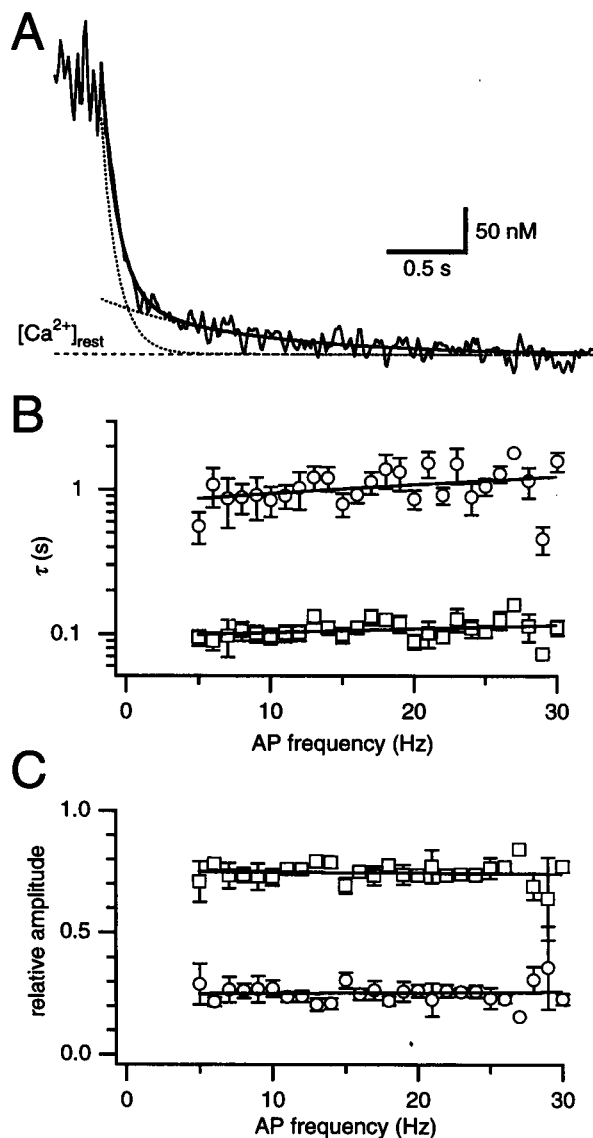 A
50 nM
0.5 s
[Ca2+]rest
B
1
τ (s)
0.1
0 10 20 30
AP frequency (Hz)
C
1.0
relative amplitude
0.5
0.0
0 10 20 30
AP frequency (Hz)